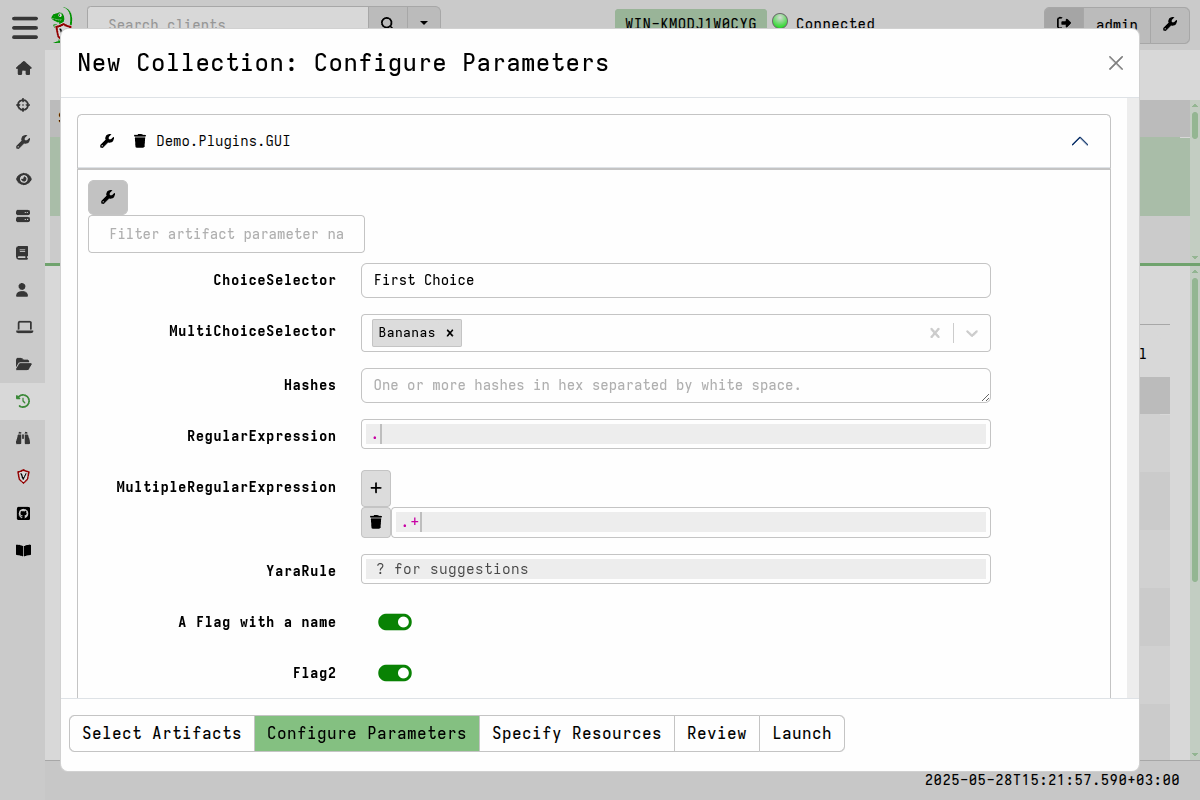 Search clients
WIN-KMODJ1W0CYG Connected
admin
New Collection: Configure Parameters
Demo.Plugins.GUI
Filter artifact parameter na
ChoiceSelector First Choice
MultiChoiceSelector Bananas
Hashes One or more hashes in hex separated by white space.
RegularExpression .
MultipleRegularExpression +
.+
YaraRule ? for suggestions
A Flag with a name
Flag2
Select Artifacts Configure Parameters Specify Resources Review Launch
2025-05-28T15:21:57.590+03:00